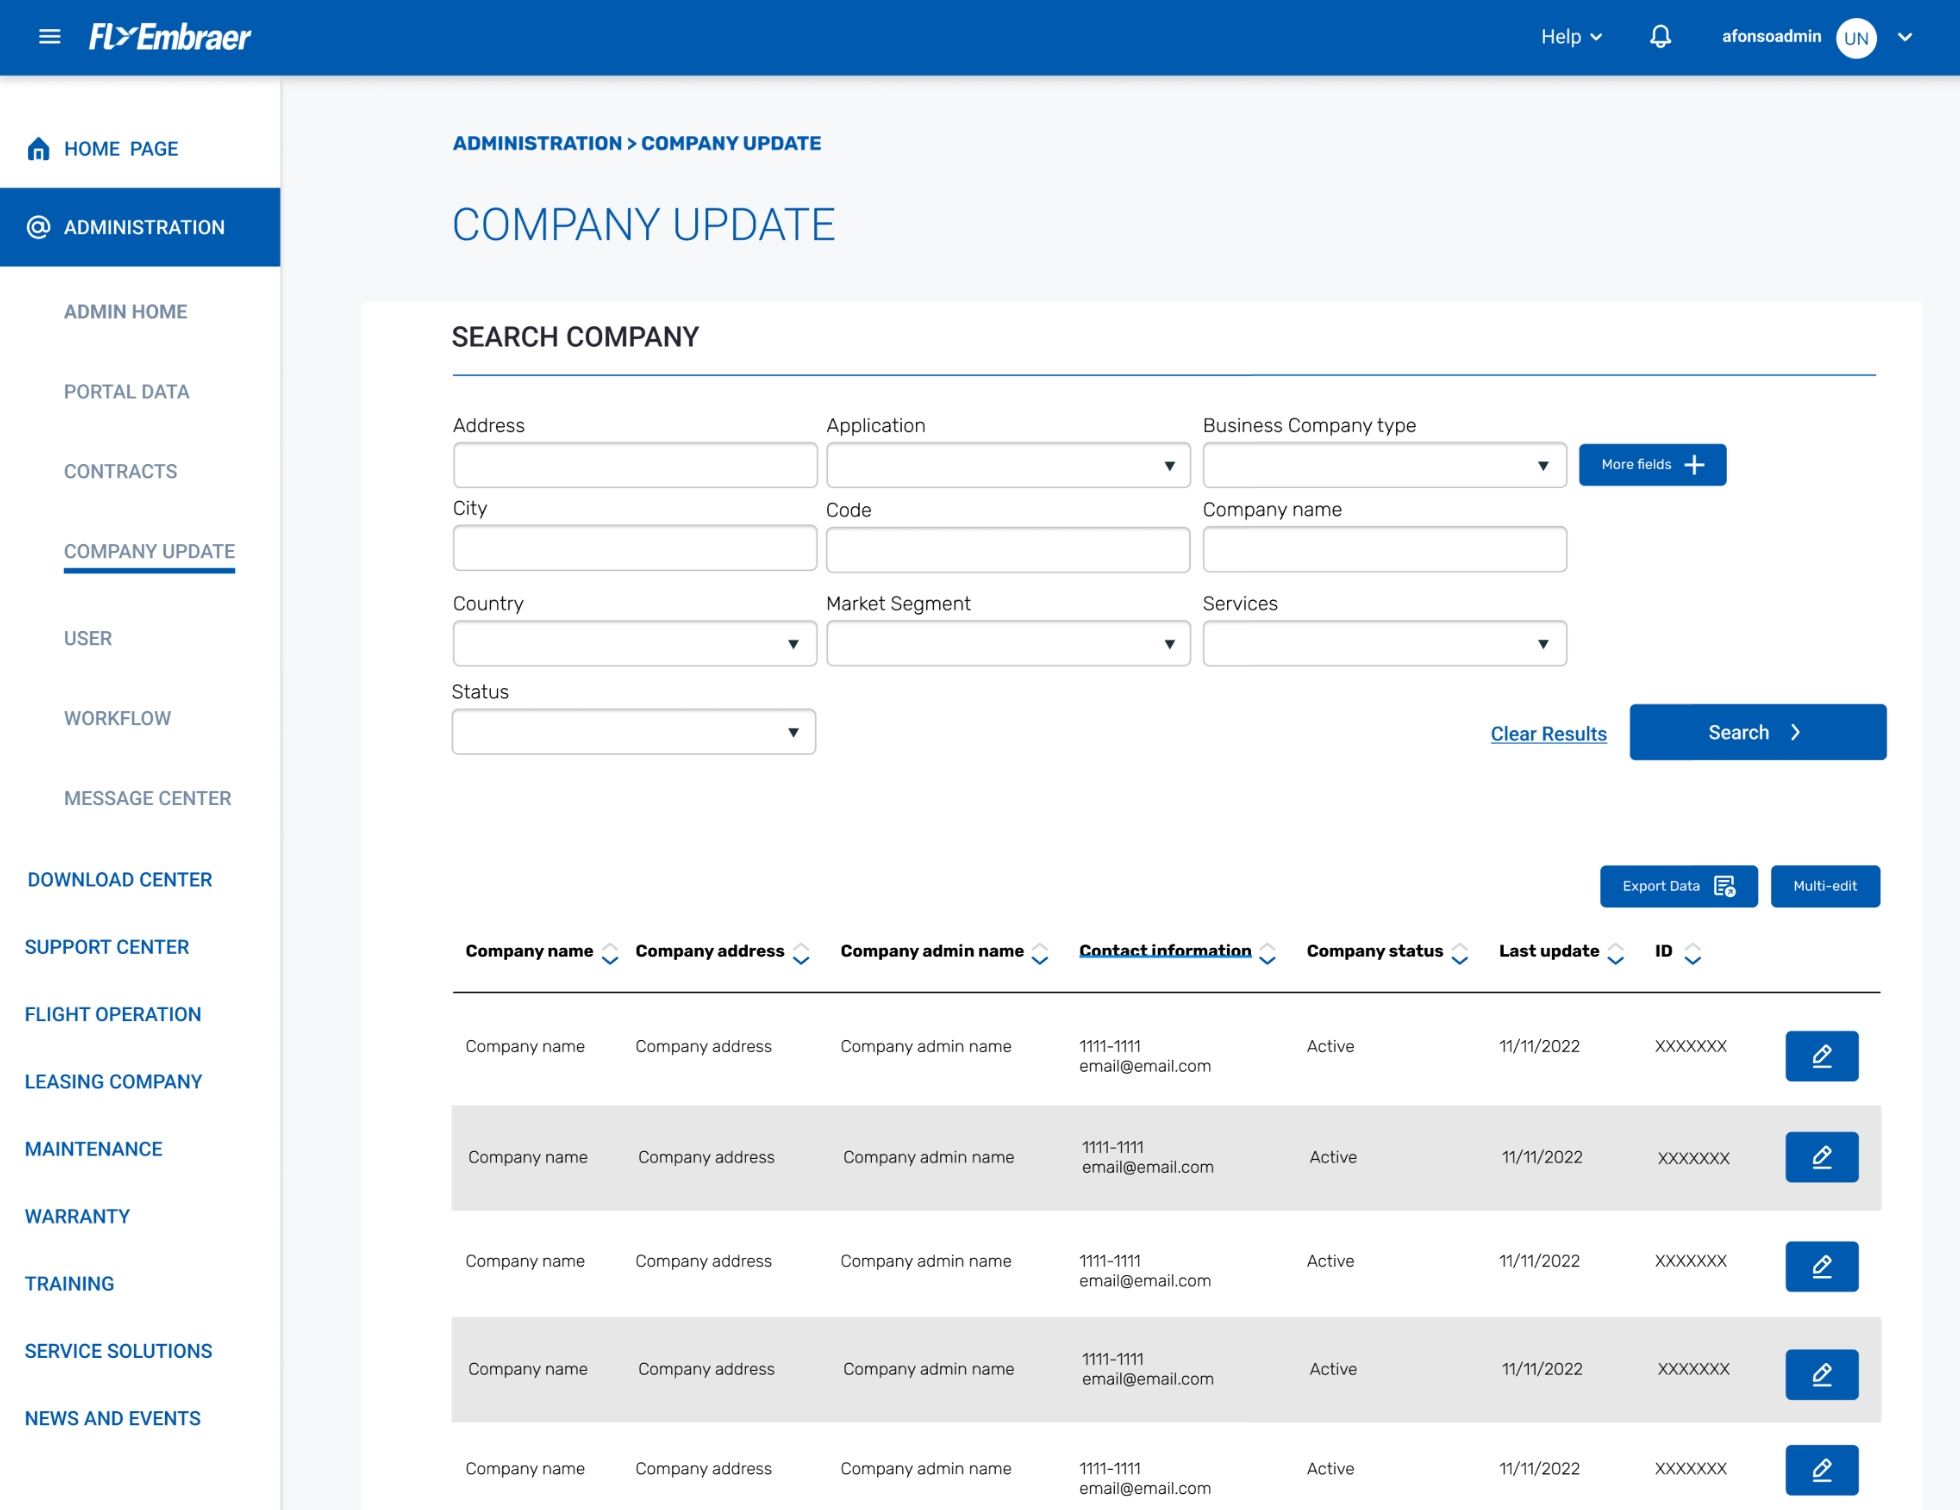 FlyEmbraer
Help
afonsoadmin
UN
HOME PAGE
ADMINISTRATION
ADMIN HOME
PORTAL DATA
CONTRACTS
COMPANY UPDATE
USER
WORKFLOW
MESSAGE CENTER
DOWNLOAD CENTER
SUPPORT CENTER
FLIGHT OPERATION
LEASING COMPANY
MAINTENANCE
WARRANTY
TRAINING
SERVICE SOLUTIONS
NEWS AND EVENTS
ADMINISTRATION > COMPANY UPDATE
COMPANY UPDATE
SEARCH COMPANY
Address
Application
Business Company type
More fields
City
Code
Company name
Country
Market Segment
Services
Status
Clear Results
Search
Export Data
Multi-edit
Company name Company address Company admin name Contact information Company status Last update ID
Company name Company address Company admin name 1111-1111 Active 11/11/2022 XXXXXXX
email@email.com
Company name Company address Company admin name 1111-1111 Active 11/11/2022 XXXXXXX
email@email.com
Company name Company address Company admin name 1111-1111 Active 11/11/2022 XXXXXXX
email@email.com
Company name Company address Company admin name 1111-1111 Active 11/11/2022 XXXXXXX
email@email.com
Company name Company address Company admin name 1111-1111 Active 11/11/2022 XXXXXXX
email@email.com